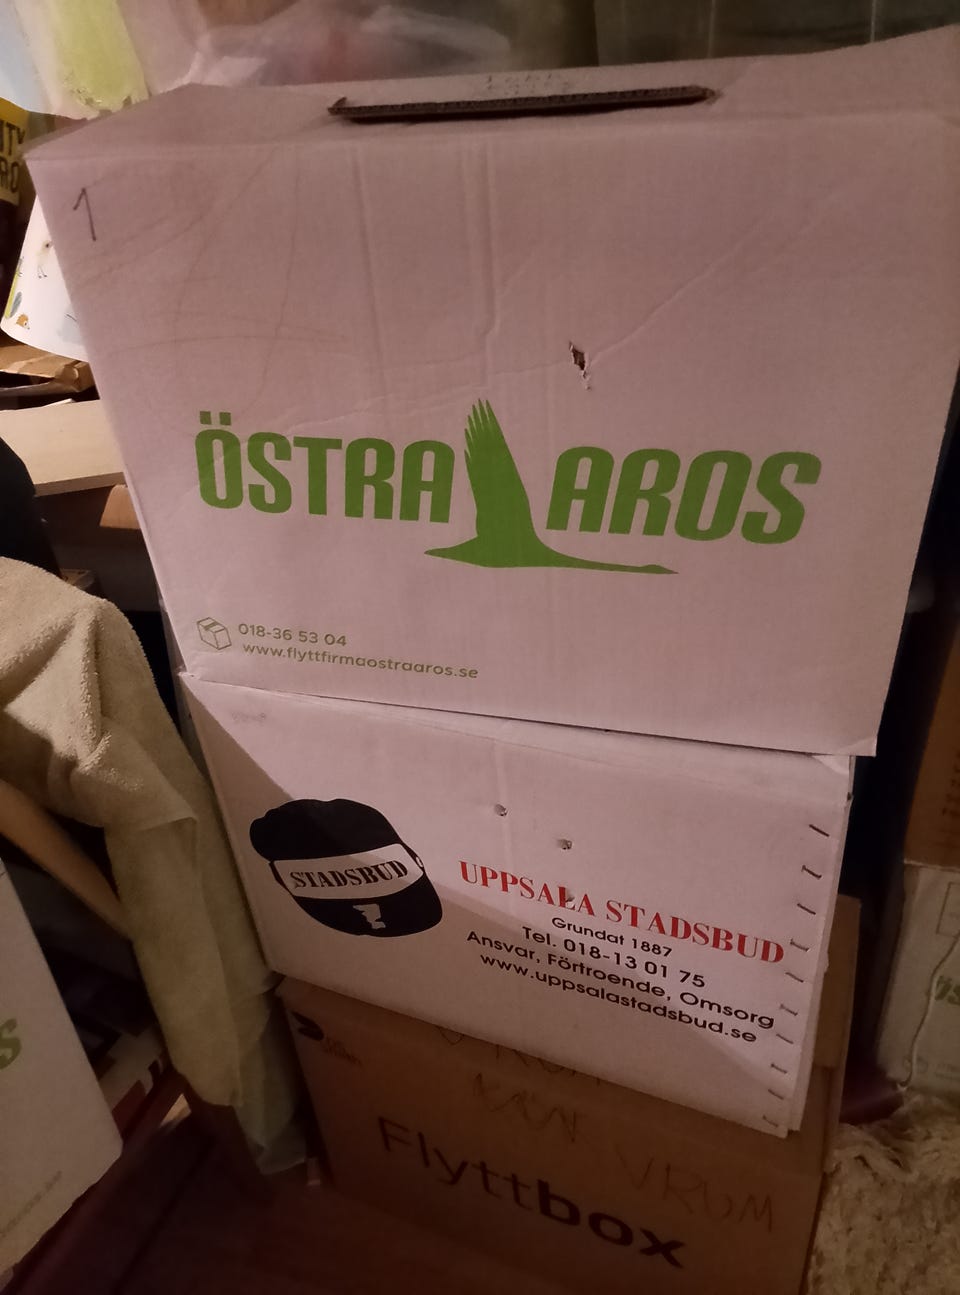 1
ÖSTRA AROS
018-36 53 04
www.flyttfirmaostraaros.se
STADSBUD
UPPSALA STADSBUD
Grundat 1887
Tel. 018-13 01 75
Ansvar, Förtroende, Omsorg
www.uppsalastadsbud.se
VRUM
Flyttbox